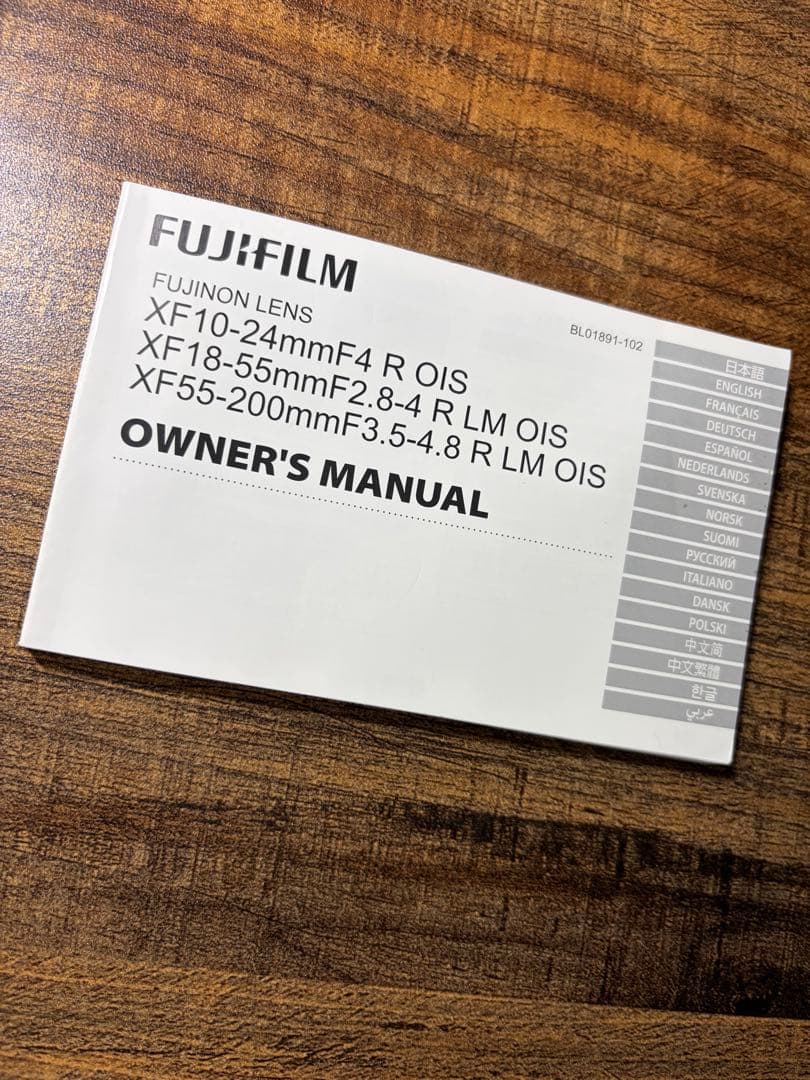 FUJIFILM
FUJINON LENS
XF10-24mmF4 R OIS
XF18-55mmF2.8-4 R LM OIS
XF55-200mmF3.5-4.8 R LM OIS
OWNER'S MANUAL
BL01891-102
日本語
ENGLISH
FRANÇAIS
DEUTSCH
ESPAÑOL
NEDERLANDS
SVENSKA
NORSK
SUOMI
РУССКИЙ
ITALIANO
DANSK
POLSKI
中文简
中文繁體
한글
عربي